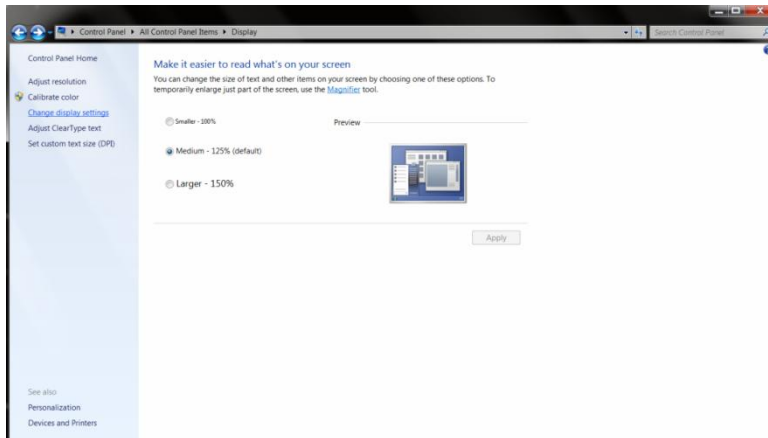 Control Panel ▸ All Control Panel Items ▸ Display
Search Control Panel
Control Panel Home
Adjust resolution
Calibrate color
Change display settings
Adjust ClearType text
Set custom text size (DPI)
See also
Personalization
Devices and Printers
Make it easier to read what's on your screen
You can change the size of text and other items on your screen by choosing one of these options. To
temporarily enlarge just part of the screen, use the Magnifier tool.
Smaller - 100%
Preview
Medium - 125% (default)
Larger - 150%
Apply